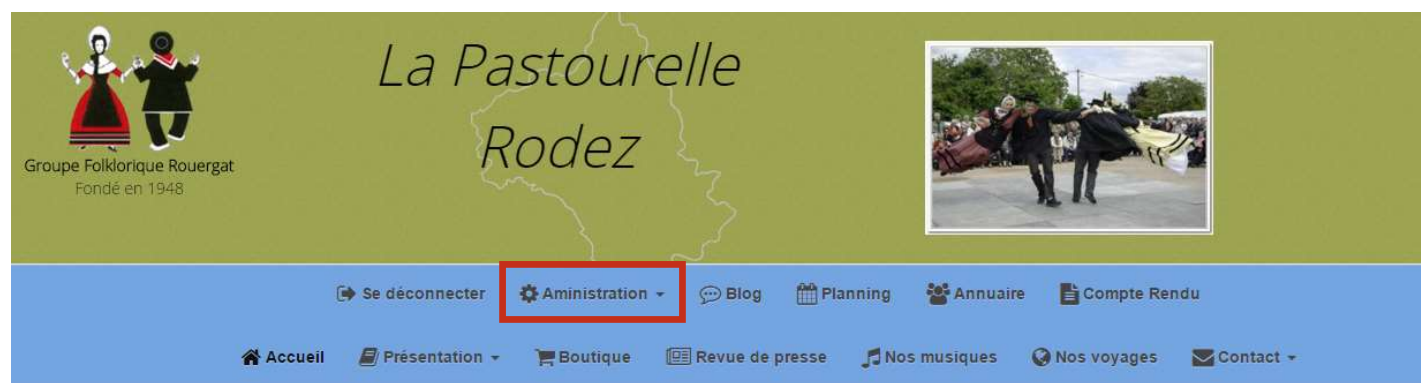 La Pastourelle
Rodez
Groupe Folklorique Rouergat
Fondé en 1948
Se déconnecter Aministration Blog Planning Annuaire Compte Rendu
Accueil Présentation Boutique Revue de presse Nos musiques Nos voyages Contact